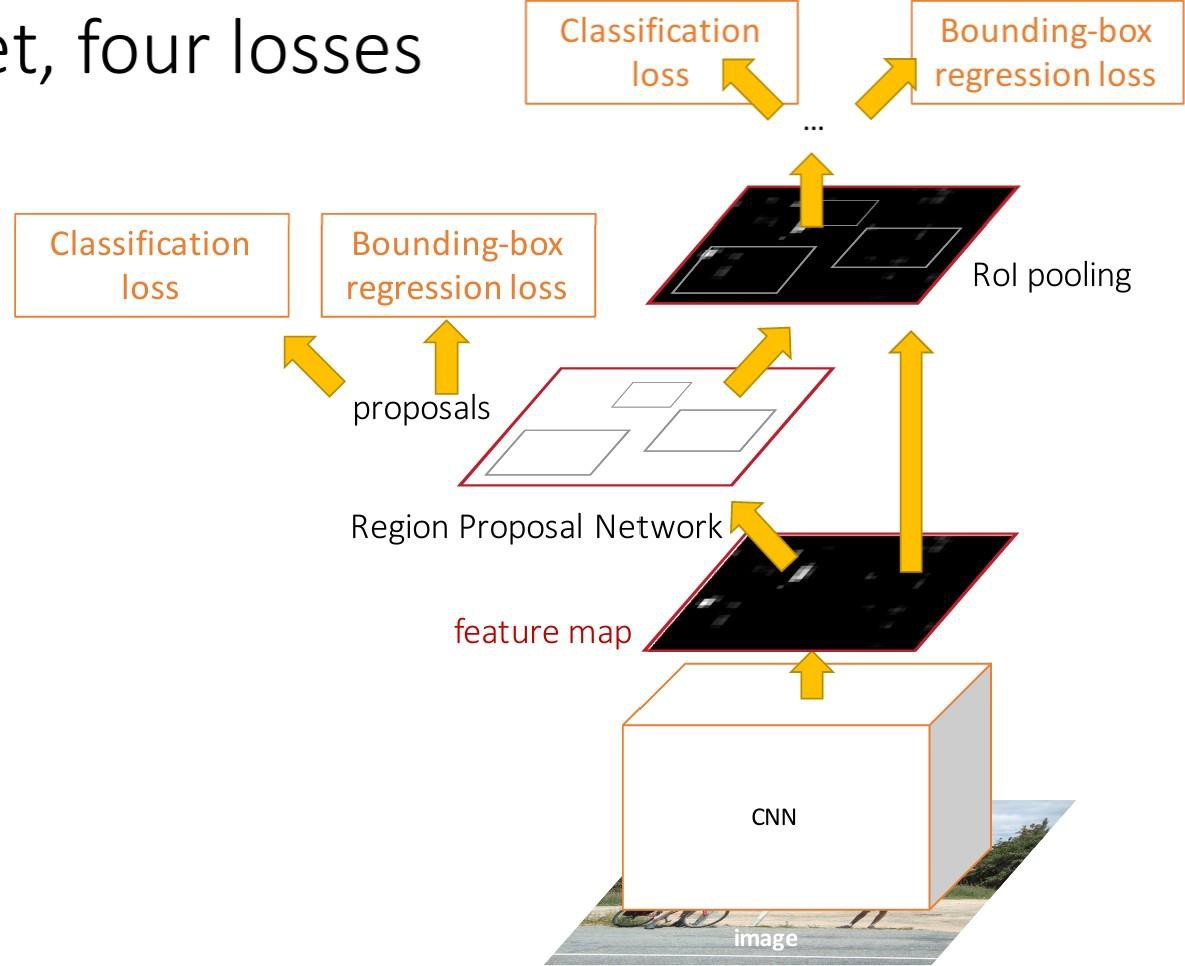 four losses
Classification
loss
Bounding-box
regression loss
...
Classification
loss
Bounding-box
regression loss
RoI pooling
proposals
Region Proposal Network
feature map
CNN
image